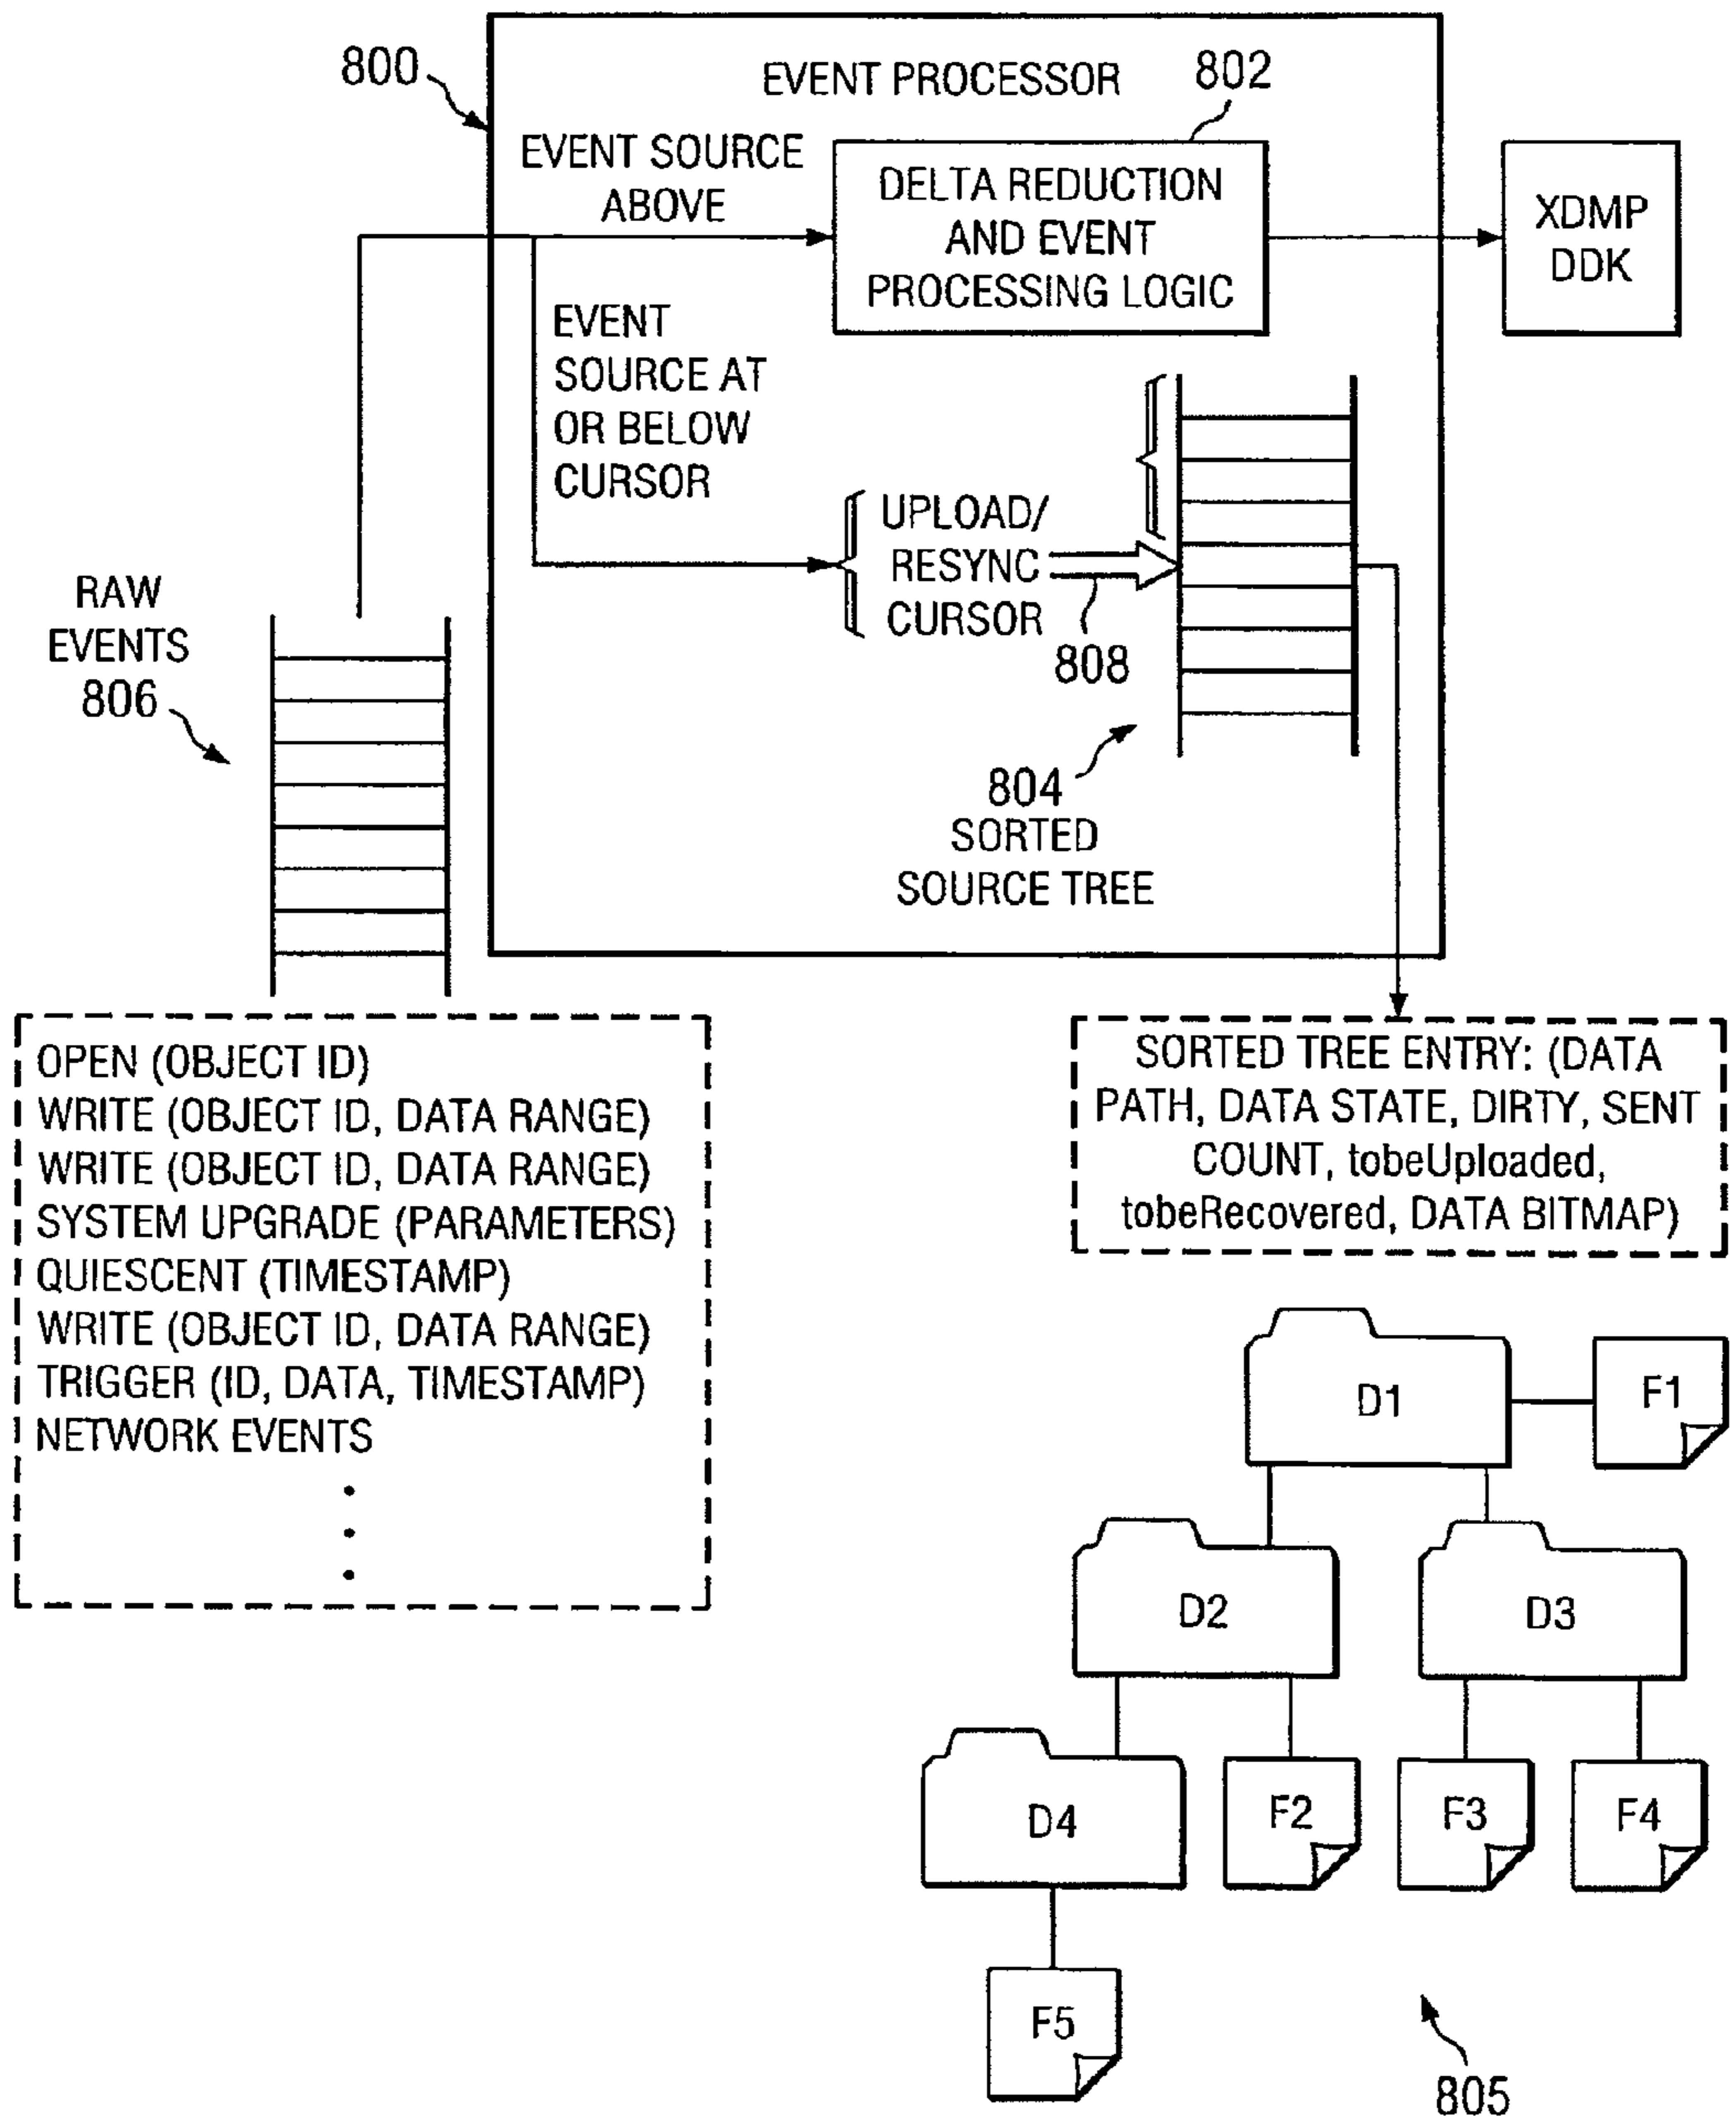 800
EVENT PROCESSOR
802
EVENT SOURCE
ABOVE
DELTA REDUCTION
AND EVENT
PROCESSING LOGIC
XDMP
DDK
EVENT
SOURCE AT
OR BELOW
CURSOR
UPLOAD/
RESYNC
CURSOR
808
RAW
EVENTS
806
804
SORTED
SOURCE TREE
OPEN (OBJECT ID)
WRITE (OBJECT ID, DATA RANGE)
WRITE (OBJECT ID, DATA RANGE)
SYSTEM UPGRADE (PARAMETERS)
QUIESCENT (TIMESTAMP)
WRITE (OBJECT ID, DATA RANGE)
TRIGGER (ID, DATA, TIMESTAMP)
NETWORK EVENTS
SORTED TREE ENTRY: (DATA
PATH, DATA STATE, DIRTY, SENT
COUNT, tobeUploaded,
tobeRecovered, DATA BITMAP)
D1
F1
D2
D3
D4
F2
F3
F4
F5
805